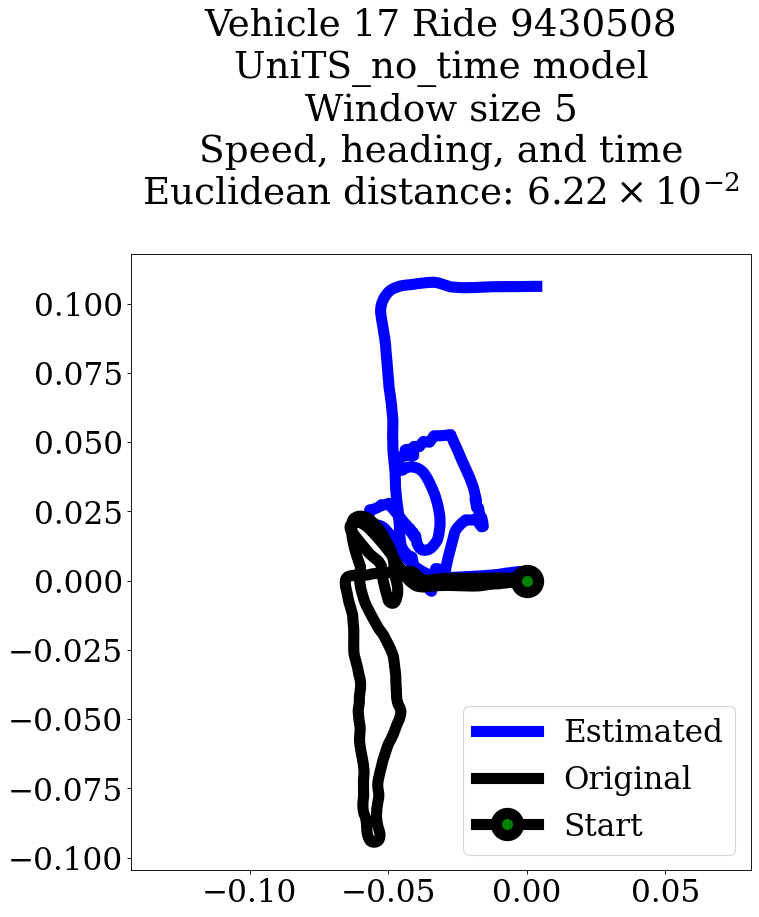 Vehicle 17 Ride 9430508
UniTS_no_time model
Window size 5
Speed, heading, and time
Euclidean distance: 6.22 × 10⁻²
0.100
0.075
0.050
0.025
0.000
−0.025
−0.050
−0.075
−0.100
−0.10 −0.05 0.00 0.05
Estimated
Original
Start